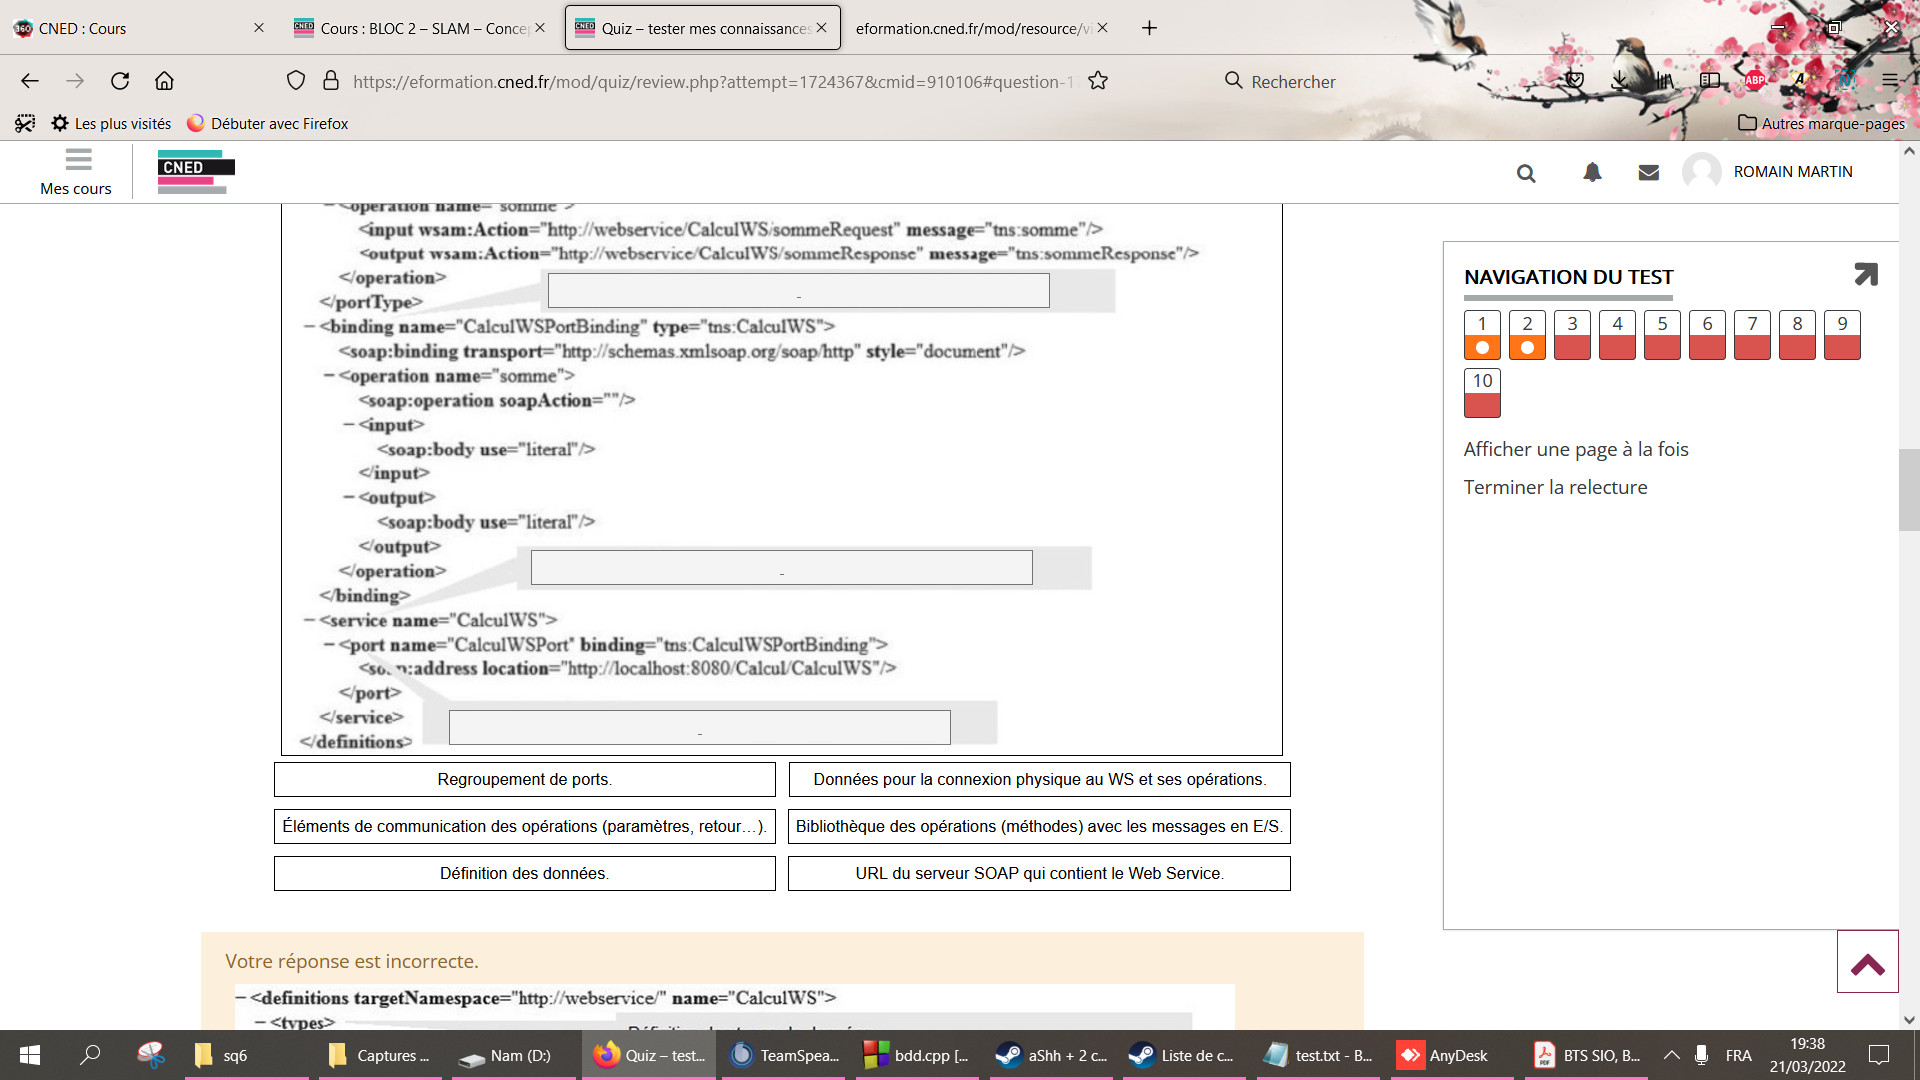 CNED : Cours
Cours : BLOC 2 – SLAM – Conce
Quiz – tester mes connaissances
eformation.cned.fr/mod/resource/vi
https://eformation.cned.fr/mod/quiz/review.php?attempt=1724367&cmid=910106#question-1
Rechercher
ABP
Les plus visités
Débuter avec Firefox
Autres marque-pages
Mes cours
CNED
ROMAIN MARTIN
– <operation name="somme">
<input wsam:Action="http://webservice/CalculWS/sommeRequest" message="tns:somme"/>
<output wsam:Action="http://webservice/CalculWS/sommeResponse" message="tns:sommeResponse"/>
</operation>
</portType>
– <binding name="CalculWSPortBinding" type="tns:CalculWS">
<soap:binding transport="http://schemas.xmlsoap.org/soap/http" style="document"/>
– <operation name="somme">
<soap:operation soapAction=""/>
– <input>
<soap:body use="literal"/>
</input>
– <output>
<soap:body use="literal"/>
</output>
</operation>
</binding>
– <service name="CalculWS">
– <port name="CalculWSPort" binding="tns:CalculWSPortBinding">
:address location="http://localhost:8080/Calcul/CalculWS"/>
</port>
</service>
</definitions>
Regroupement de ports.
Données pour la connexion physique au WS et ses opérations.
Éléments de communication des opérations (paramètres, retour…).
Bibliothèque des opérations (méthodes) avec les messages en E/S.
Définition des données.
URL du serveur SOAP qui contient le Web Service.
Votre réponse est incorrecte.
– <definitions targetNamespace="http://webservice/" name="CalculWS">
– <types>
NAVIGATION DU TEST
1 2 3 4 5 6 7 8 9
10
Afficher une page à la fois
Terminer la relecture
sq6
Captures ...
Nam (D:)
Quiz – test...
TeamSpea...
bdd.cpp [...
aShh + 2 c...
Liste de c...
test.txt - B...
AnyDesk
BTS SIO, B...
FRA
19:38
21/03/2022